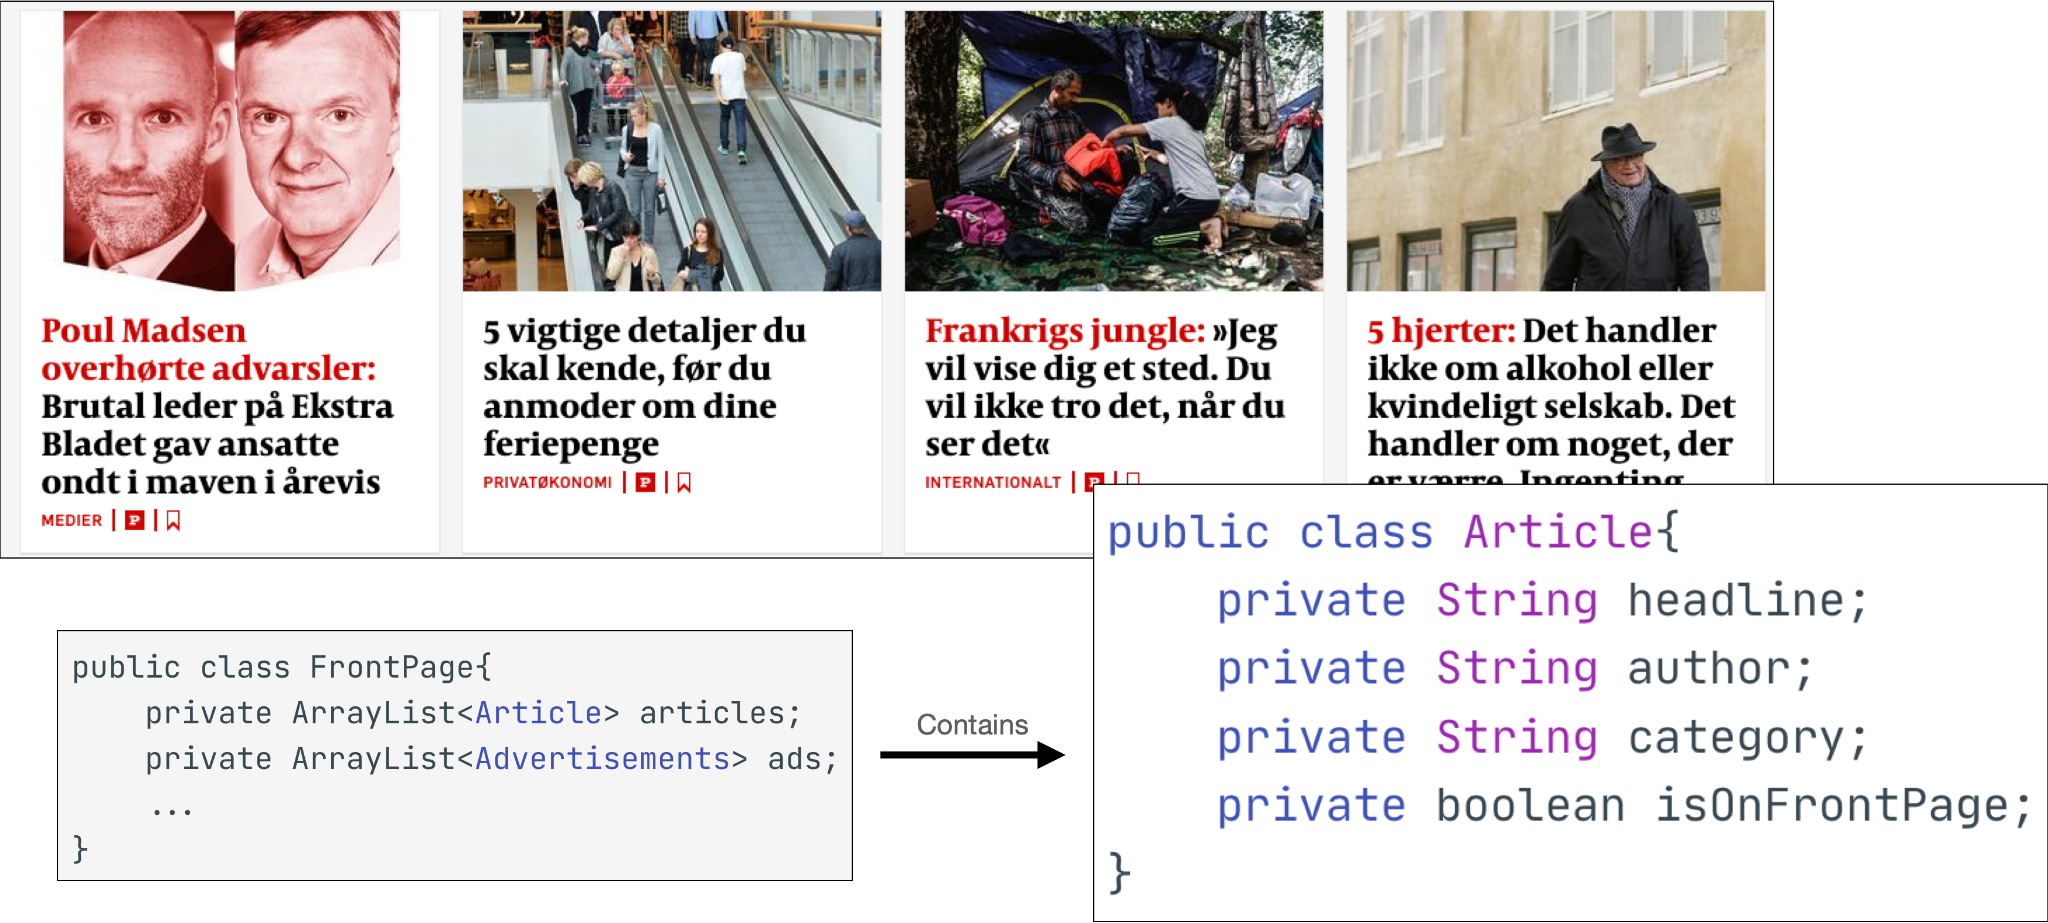 Poul Madsen
overhørte advarsler:
Brutal leder på Ekstra
Bladet gav ansatte
ondt i maven i årevis
MEDIER | P |
5 vigtige detaljer du
skal kende, før du
anmoder om dine
feriepenge
PRIVATØKONOMI | P |
Frankrigs jungle: »Jeg
vil vise dig et sted. Du
vil ikke tro det, når du
ser det«
INTERNATIONALT | P
5 hjerter: Det handler
ikke om alkohol eller
kvindeligt selskab. Det
handler om noget, der
er værre. Ingenting
public class FrontPage{
private ArrayList<Article> articles;
private ArrayList<Advertisements> ads;
...
}
Contains
public class Article{
private String headline;
private String author;
private String category;
private boolean isOnFrontPage;
}